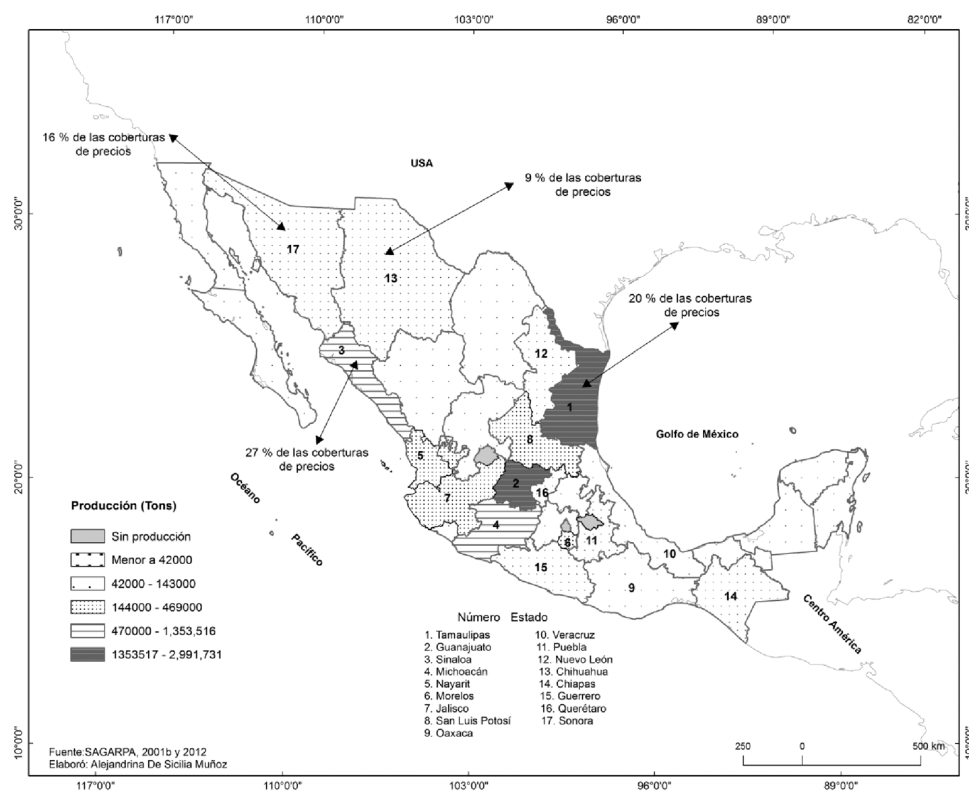 117°0'0"
110°0'0"
103°0'0"
96°0'0"
89°0'0"
82°0'0"
16 % de las coberturas
de precios
USA
9 % de las coberturas
de precios
30°0'0"
17
13
20 % de las coberturas
de precios
3
12
1
27 % de las coberturas
de precios
8
5
Golfo de México
20°0'0"
2
16
7
4
6
11
10
15
9
14
Océano
Pacífico
Centro América
Producción (Tons)
Sin producción
Menor a 42000
42000 - 143000
144000 - 469000
470000 - 1,353,516
1353517 - 2,991,731
Número Estado
1. Tamaulipas
2. Guanajuato
3. Sinaloa
4. Michoacán
5. Nayarit
6. Morelos
7. Jalisco
8. San Luis Potosí
9. Oaxaca
10. Veracruz
11. Puebla
12. Nuevo León
13. Chihuahua
14. Chiapas
15. Guerrero
16. Querétaro
17. Sonora
10°0'0"
10°0'0"
Fuente:SAGARPA, 2001b y 2012
Elaboró: Alejandrina De Sicilia Muñoz
250
0
500 km
117°0'0"
110°0'0"
103°0'0"
96°0'0"
89°0'0"